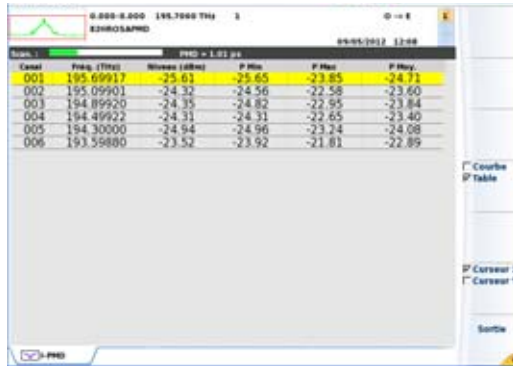 0.000-0.000 195.7060 THz 1 O → E
E2HROSAPMD
09/05/2012 12:08
Scan. : PMD = 1.01 ps
Canal Freq. (THz) Niveau (dBm) P Min P Max P Moy.
001 195.69917 -25.61 -25.65 -23.85 -24.71
002 195.09901 -24.32 -24.56 -22.58 -23.60
003 194.89920 -24.35 -24.82 -22.95 -23.84
004 194.49922 -24.31 -24.31 -22.65 -23.40
005 194.30000 -24.94 -24.96 -23.24 -24.08
006 193.59880 -23.52 -23.92 -21.81 -22.89
Courbe
Table
Curseur
Curseur
Sortie
I-PMD